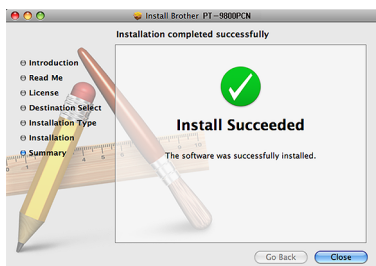 Install Brother PT-9800PCN
Installation completed successfully
Introduction
Read Me
License
Destination Select
Installation Type
Installation
Summary
Install Succeeded
The software was successfully installed.
Go Back
Close